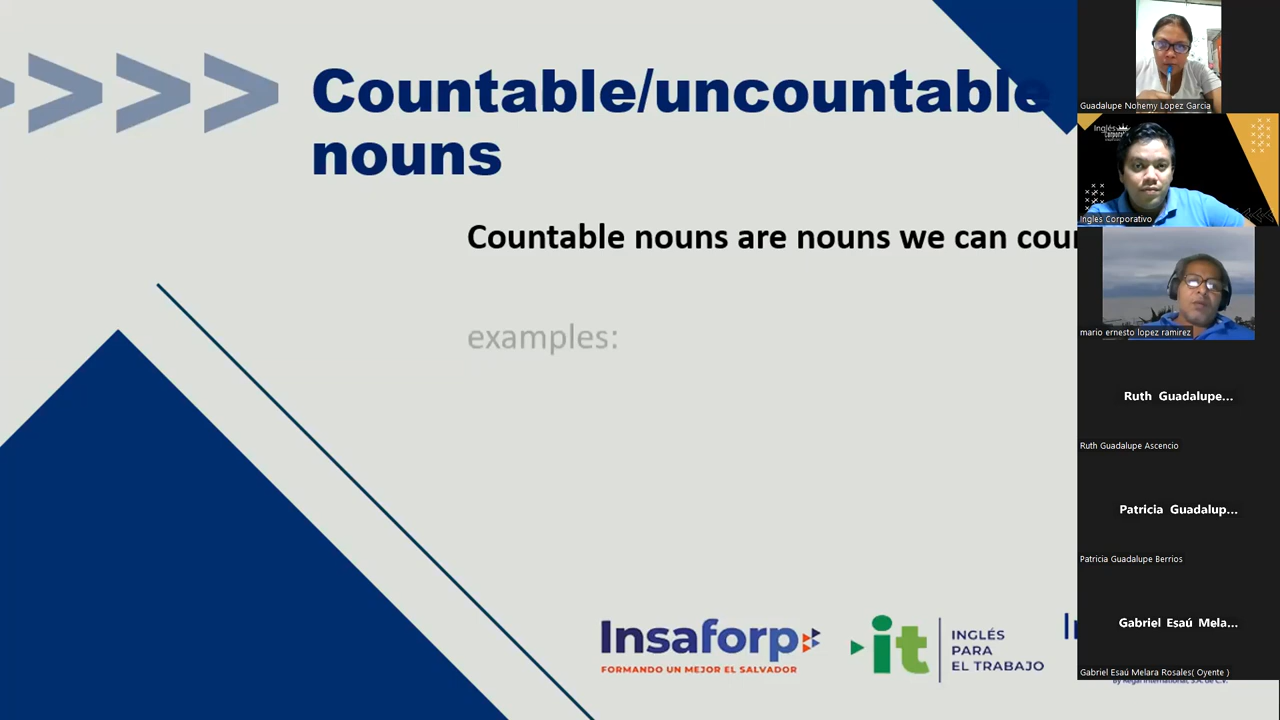 Countable/uncountable
nouns
Countable nouns are nouns we can cour
examples:
Insaforp
FORMANDO UN MEJOR EL SALVADOR
it
INGLÉS
PARA
EL TRABAJO
Guadalupe Nohemy Lopez Garcia
Inglés
Ingles Corporativo
mario ernesto lopez ramirez
Ruth Guadalupe...
Ruth Guadalupe Ascencio
Patricia Guadalup...
Patricia Guadalupe Berrios
Gabriel Esaú Mela...
Gabriel Esaú Melara Rosales( Oyente )